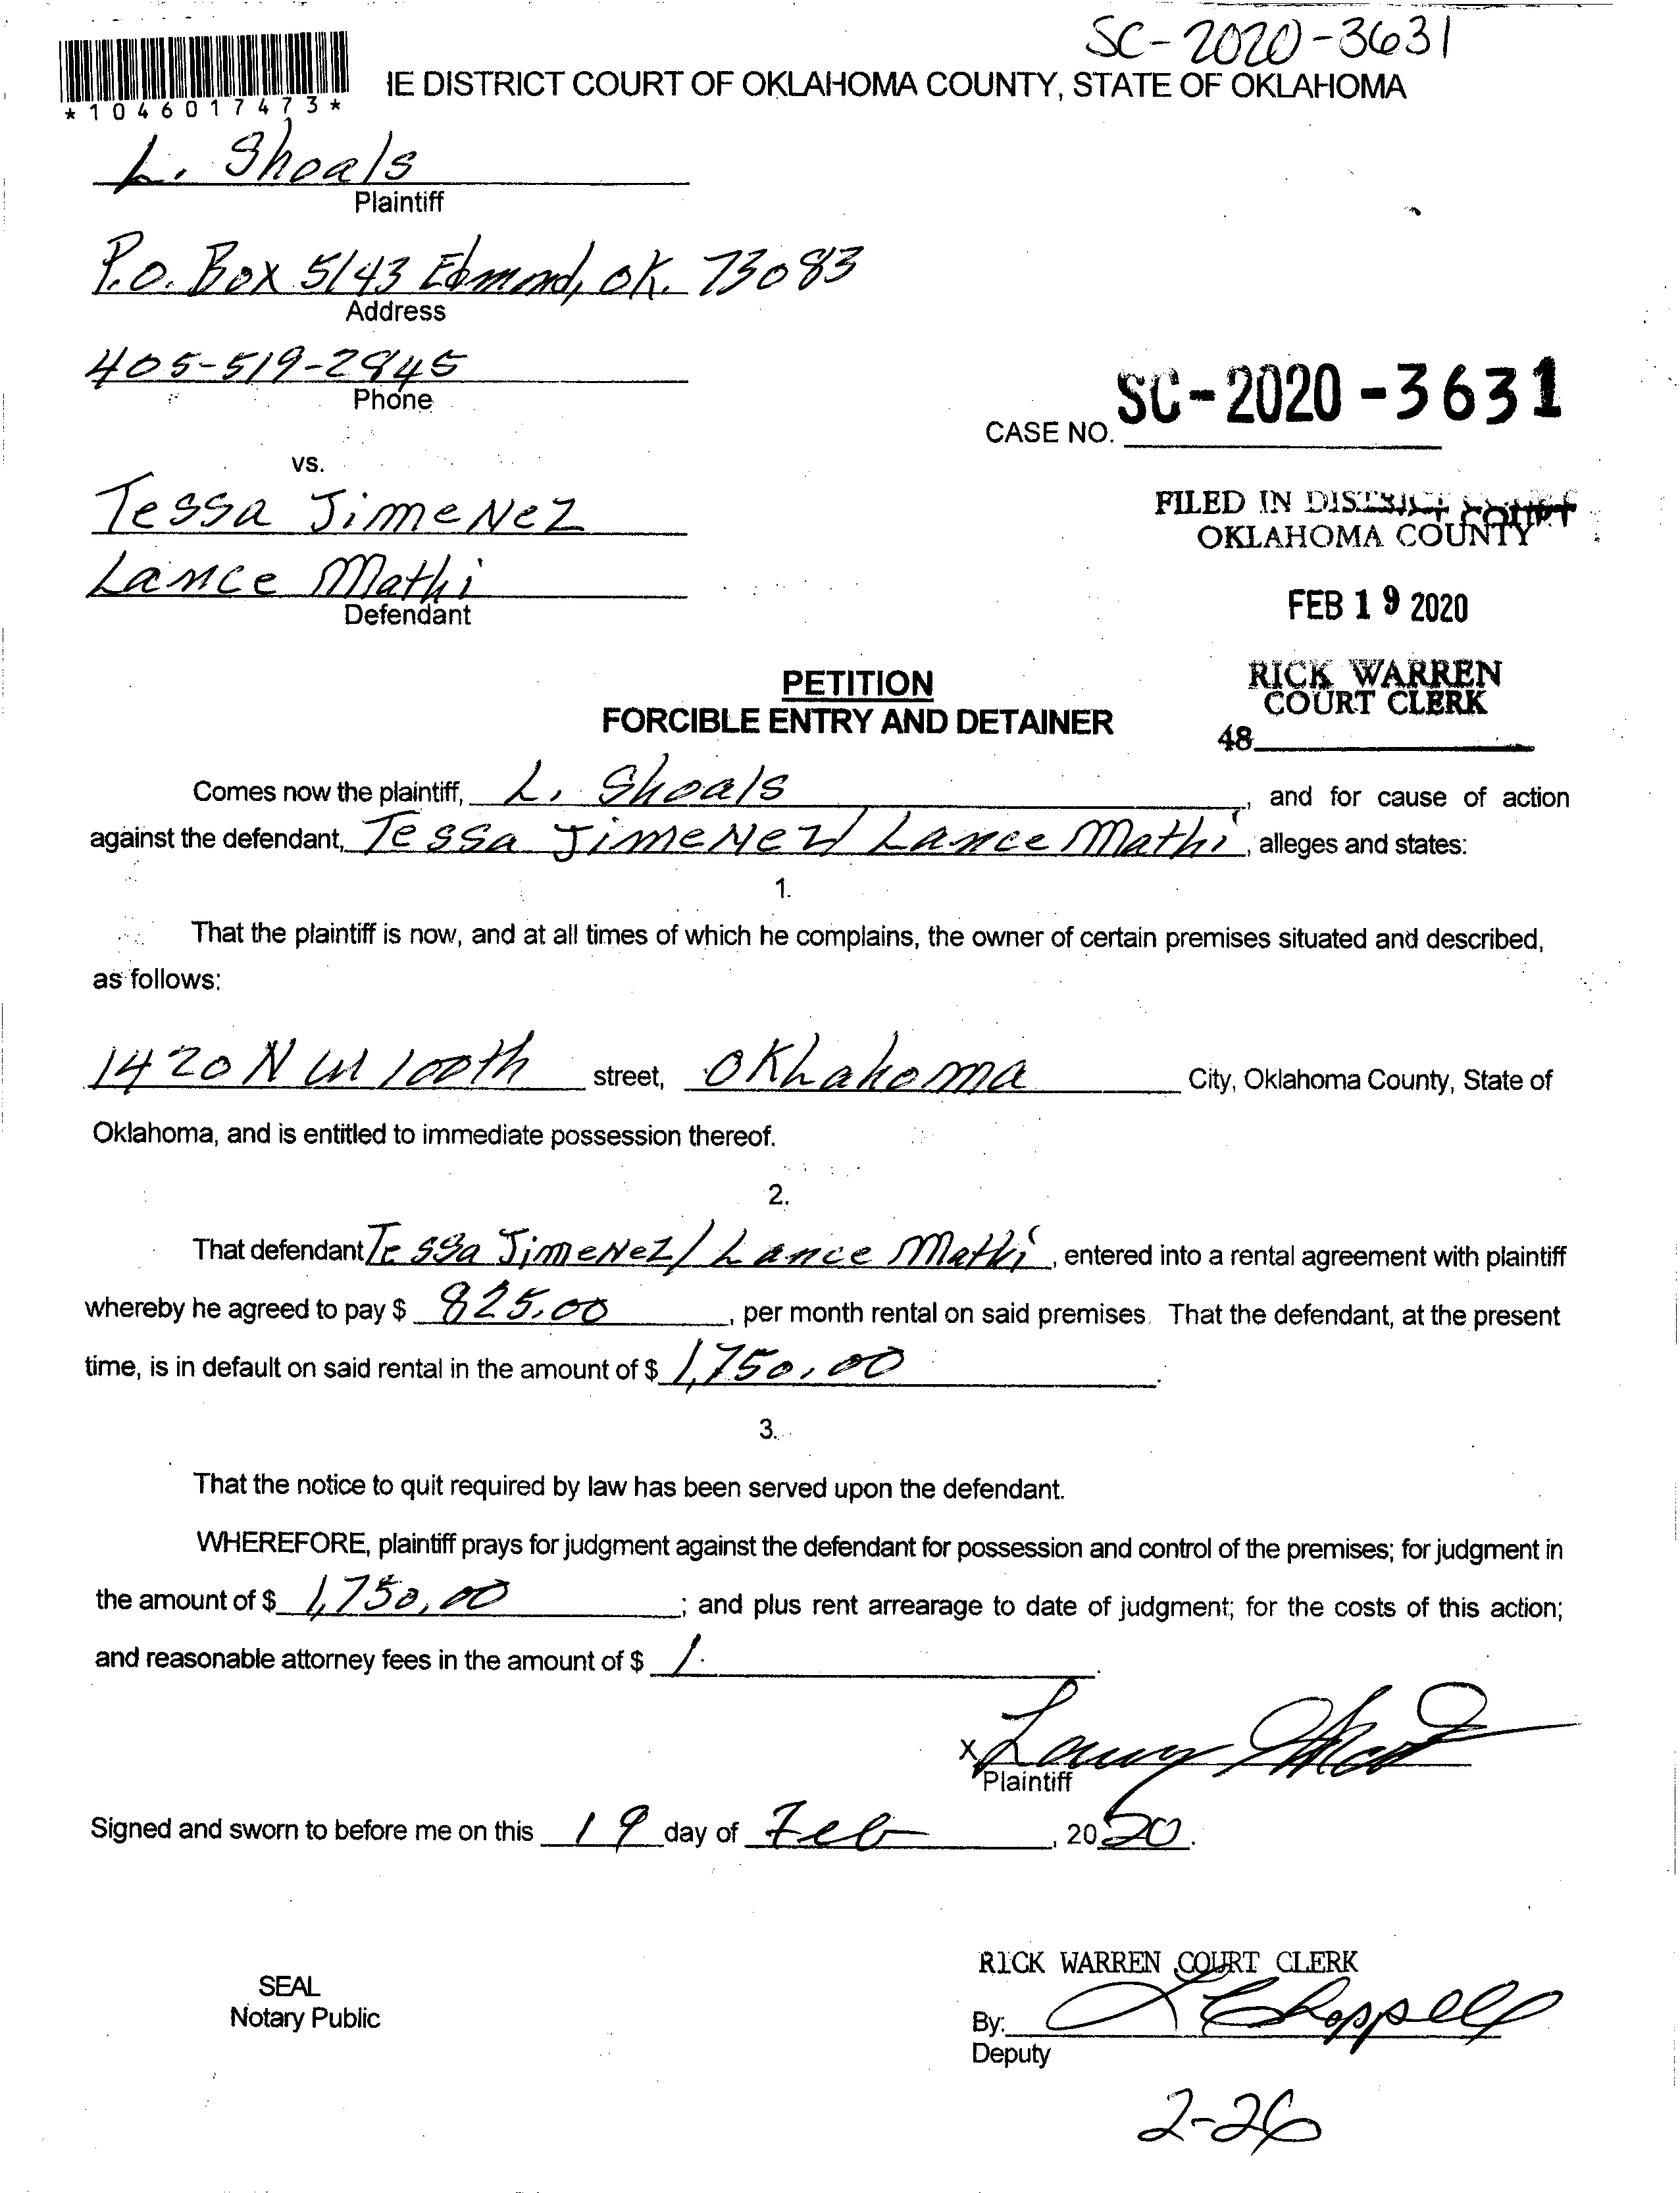 SC-2020-3631
*1046017473*
IE DISTRICT COURT OF OKLAHOMA COUNTY, STATE OF OKLAHOMA
L. Shoals
Plaintiff
P.O. Box 5143 Edmond, OK. 73083
Address
405-519-2945
Phone
CASE NO. SC-2020-3631
vs.
Tessa Jimenez
Lance Mathi
Defendant
FILED IN DISTRICT COURT
OKLAHOMA COUNTY
FEB 19 2020
RICK WARREN
COURT CLERK
48
PETITION
FORCIBLE ENTRY AND DETAINER
Comes now the plaintiff, L. Shoals, and for cause of action
against the defendant, Tessa Jimenez/ Lance Mathi, alleges and states:
1.
That the plaintiff is now, and at all times of which he complains, the owner of certain premises situated and described,
as follows:
1420 NW 100th street, Oklahoma City, Oklahoma County, State of
Oklahoma, and is entitled to immediate possession thereof.
2.
That defendant Tessa Jimenez/ Lance Mathi, entered into a rental agreement with plaintiff
whereby he agreed to pay $ 825.00, per month rental on said premises. That the defendant, at the present
time, is in default on said rental in the amount of $ 1,750.00.
3.
That the notice to quit required by law has been served upon the defendant.
WHEREFORE, plaintiff prays for judgment against the defendant for possession and control of the premises; for judgment in
the amount of $ 1,750.00; and plus rent arrearage to date of judgment; for the costs of this action;
and reasonable attorney fees in the amount of $ /.
X
Plaintiff
Signed and sworn to before me on this 19 day of Feb, 2020.
SEAL
Notary Public
RICK WARREN COURT CLERK
By: Choppell
Deputy
2-26